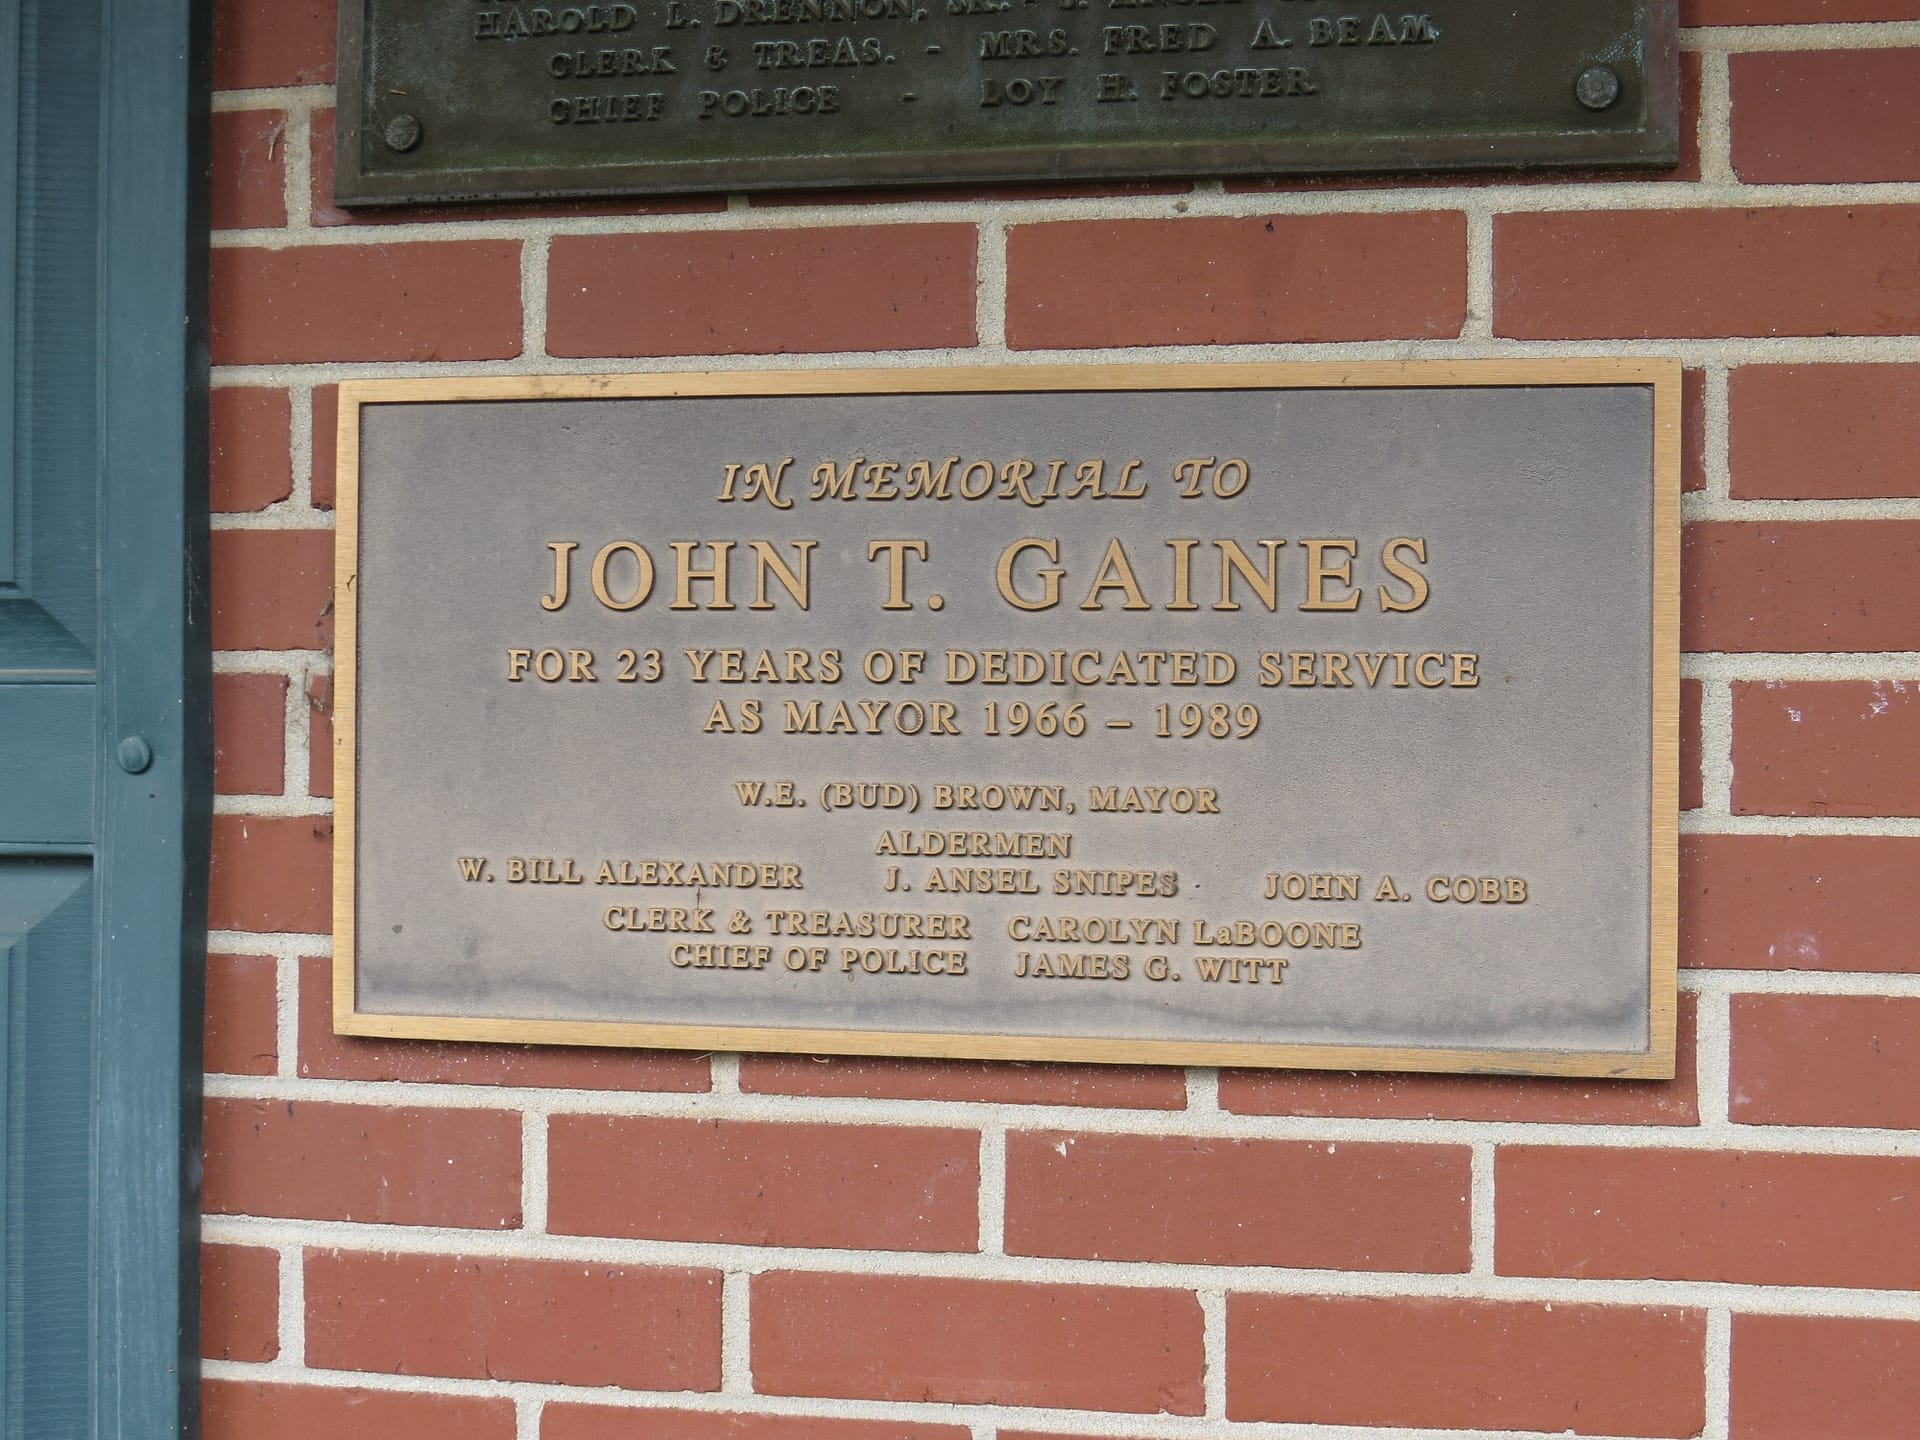 HAROLD L. DRENNON, SR.
CLERK & TREAS. - MRS. FRED A. BEAM
CHIEF POLICE - LOY H. FOSTER
IN MEMORIAL TO
JOHN T. GAINES
FOR 23 YEARS OF DEDICATED SERVICE
AS MAYOR 1966 – 1989
W.E. (BUD) BROWN, MAYOR
ALDERMEN
W. BILL ALEXANDER J. ANSEL SNIPES JOHN A. COBB
CLERK & TREASURER CAROLYN LaBOONE
CHIEF OF POLICE JAMES G. WITT